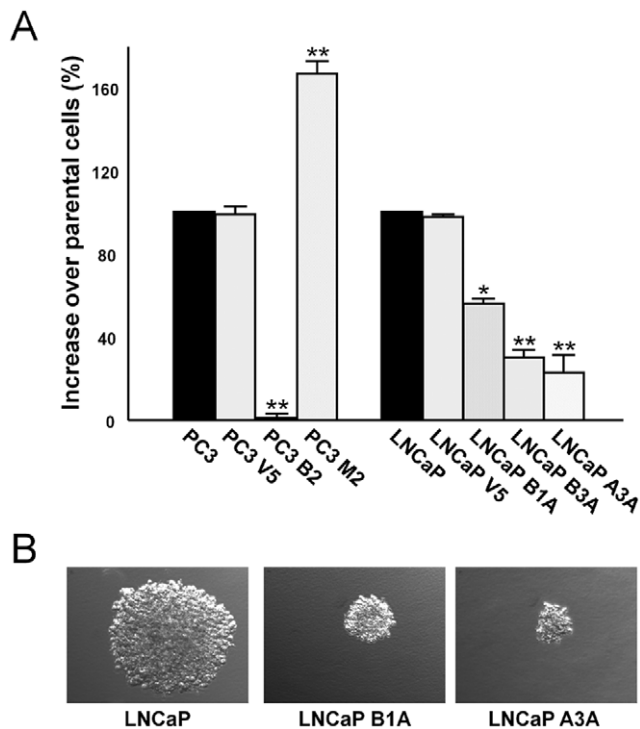 A
Increase over parental cells (%)
160
120
80
40
0
**
**
*
**
**
PC3
PC3 V5
PC3 B2
PC3 M2
LNCaP
LNCaP V5
LNCaP B1A
LNCaP B3A
LNCaP A3A
B
LNCaP
LNCaP B1A
LNCaP A3A